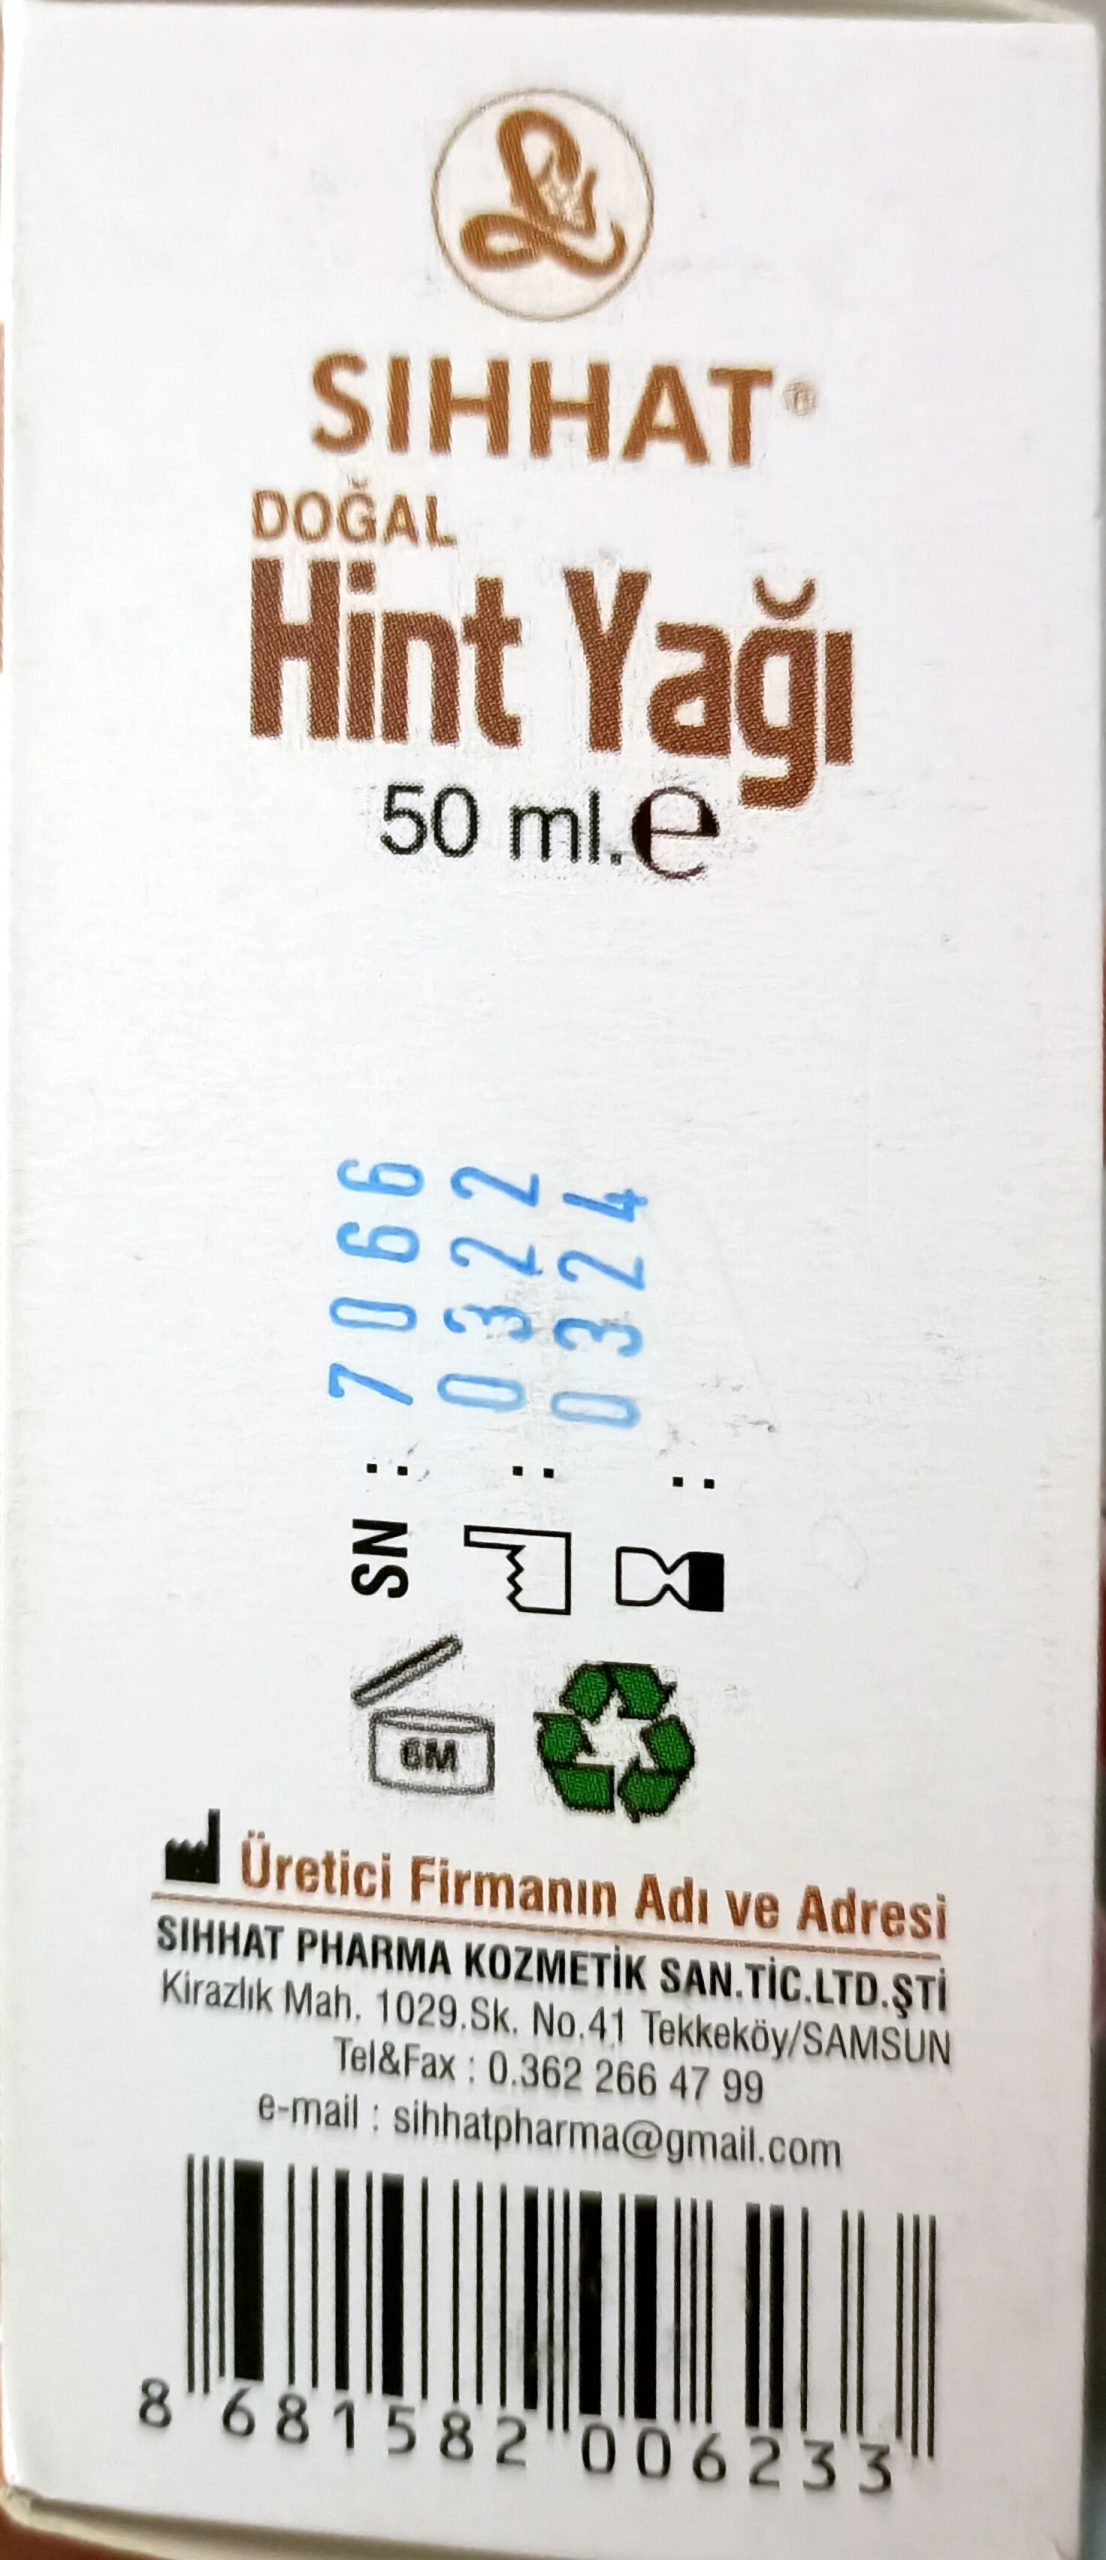 SIHHAT®
DOĞAL
Hint Yağı
50 ml.℮
SN : 7066
: 0322
: 0324
6M
Üretici Firmanın Adı ve Adresi
SIHHAT PHARMA KOZMETİK SAN.TİC.LTD.ŞTİ
Kirazlık Mah. 1029.Sk. No.41 Tekkeköy/SAMSUN
Tel&Fax : 0.362 266 47 99
e-mail : sihhatpharma@gmail.com
8 681582 006233